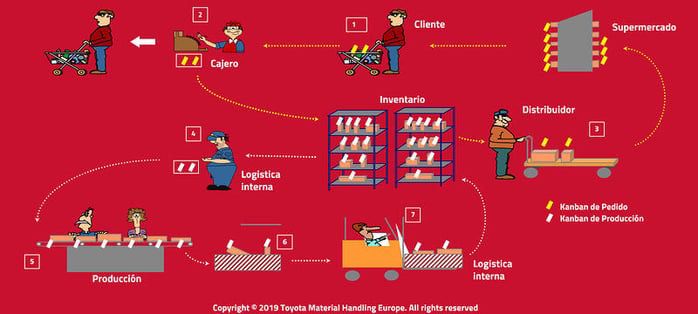 2
1
Cliente
Supermercado
Cajero
Inventario
Distribuidor
3
4
Logistica
interna
Kanban de Pedido
Kanban de Producción
7
6
5
Producción
Logistica
interna
Copyright © 2019 Toyota Material Handling Europe. All rights reserved